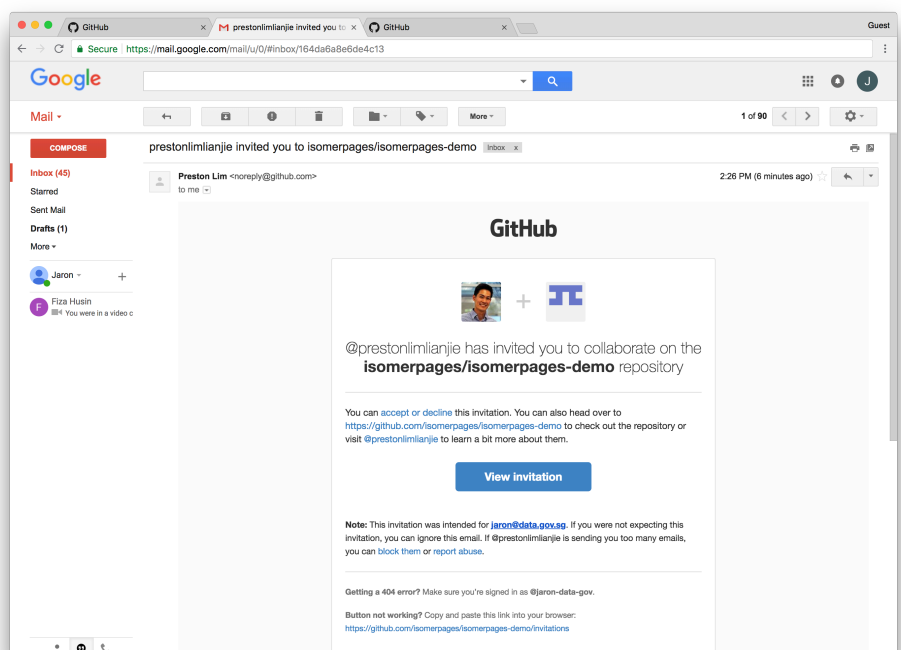 GitHub
prestonlimlianjie invited you to
GitHub
Guest
Secure
https://mail.google.com/mail/u/0/#inbox/164da6a8e6de4c13
Google
J
Mail
More
1 of 90
COMPOSE
prestonlimlianjie invited you to isomerpages/isomerpages-demo
Inbox x
Inbox (45)
Starred
Sent Mail
Drafts (1)
More
Jaron
F
Fiza Husin
You were in a video c
Preston Lim <noreply@github.com>
2:26 PM (6 minutes ago)
to me
GitHub
@prestonlimlianjie has invited you to collaborate on the
isomerpages/isomerpages-demo repository
You can accept or decline this invitation. You can also head over to
https://github.com/isomerpages/isomerpages-demo to check out the repository or
visit @prestonlimlianjie to learn a bit more about them.
View invitation
Note: This invitation was intended for jaron@data.gov.sg. If you were not expecting this
invitation, you can ignore this email. If @prestonlimlianjie is sending you too many emails,
you can block them or report abuse.
Getting a 404 error? Make sure you're signed in as @jaron-data-gov.
Button not working? Copy and paste this link into your browser:
https://github.com/isomerpages/isomerpages-demo/invitations